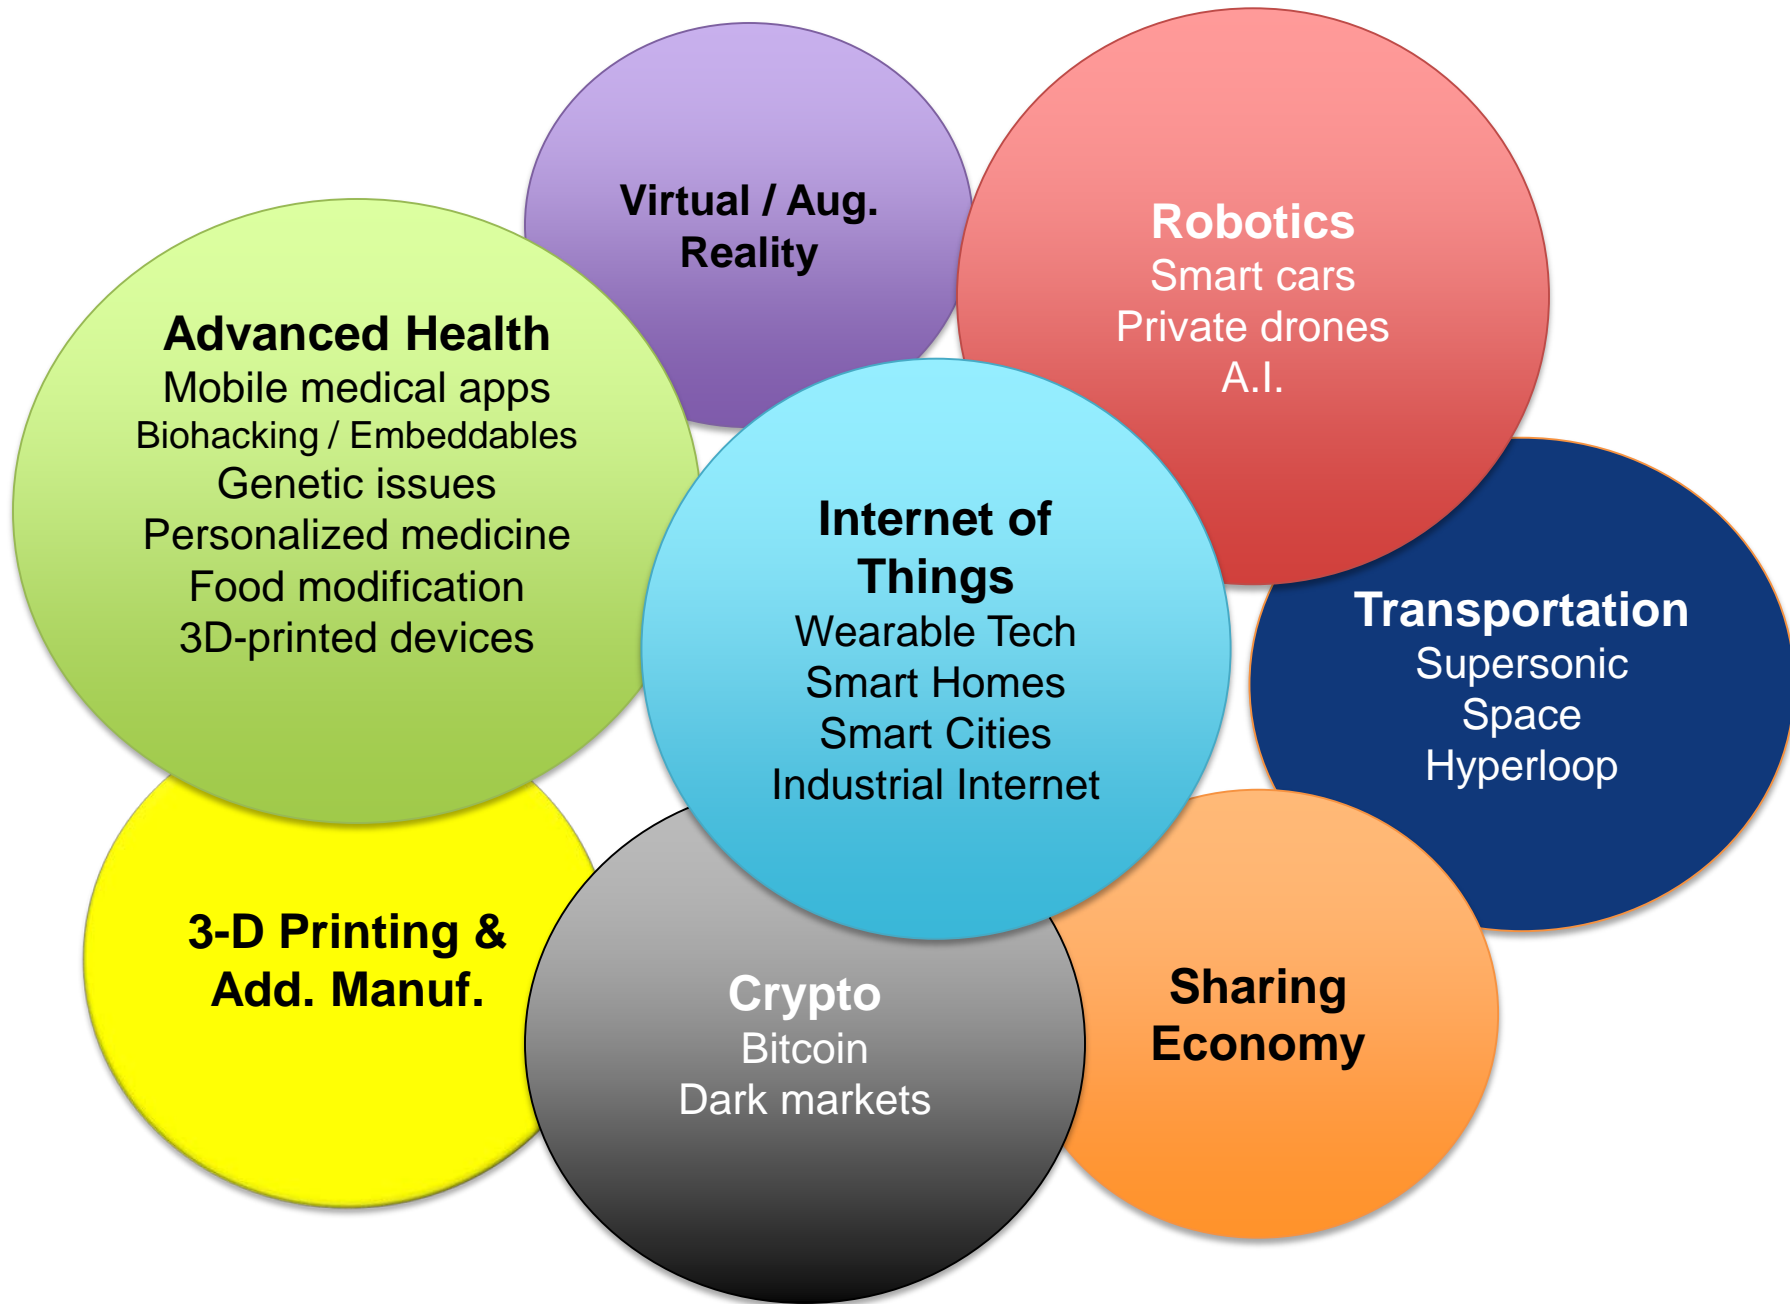 Virtual / Aug.
Reality
Robotics
Smart cars
Private drones
A.I.
Advanced Health
Mobile medical apps
Biohacking / Embeddables
Genetic issues
Personalized medicine
Food modification
3D-printed devices
Internet of
Things
Wearable Tech
Smart Homes
Smart Cities
Industrial Internet
Transportation
Supersonic
Space
Hyperloop
3-D Printing &
Add. Manuf.
Crypto
Bitcoin
Dark markets
Sharing
Economy